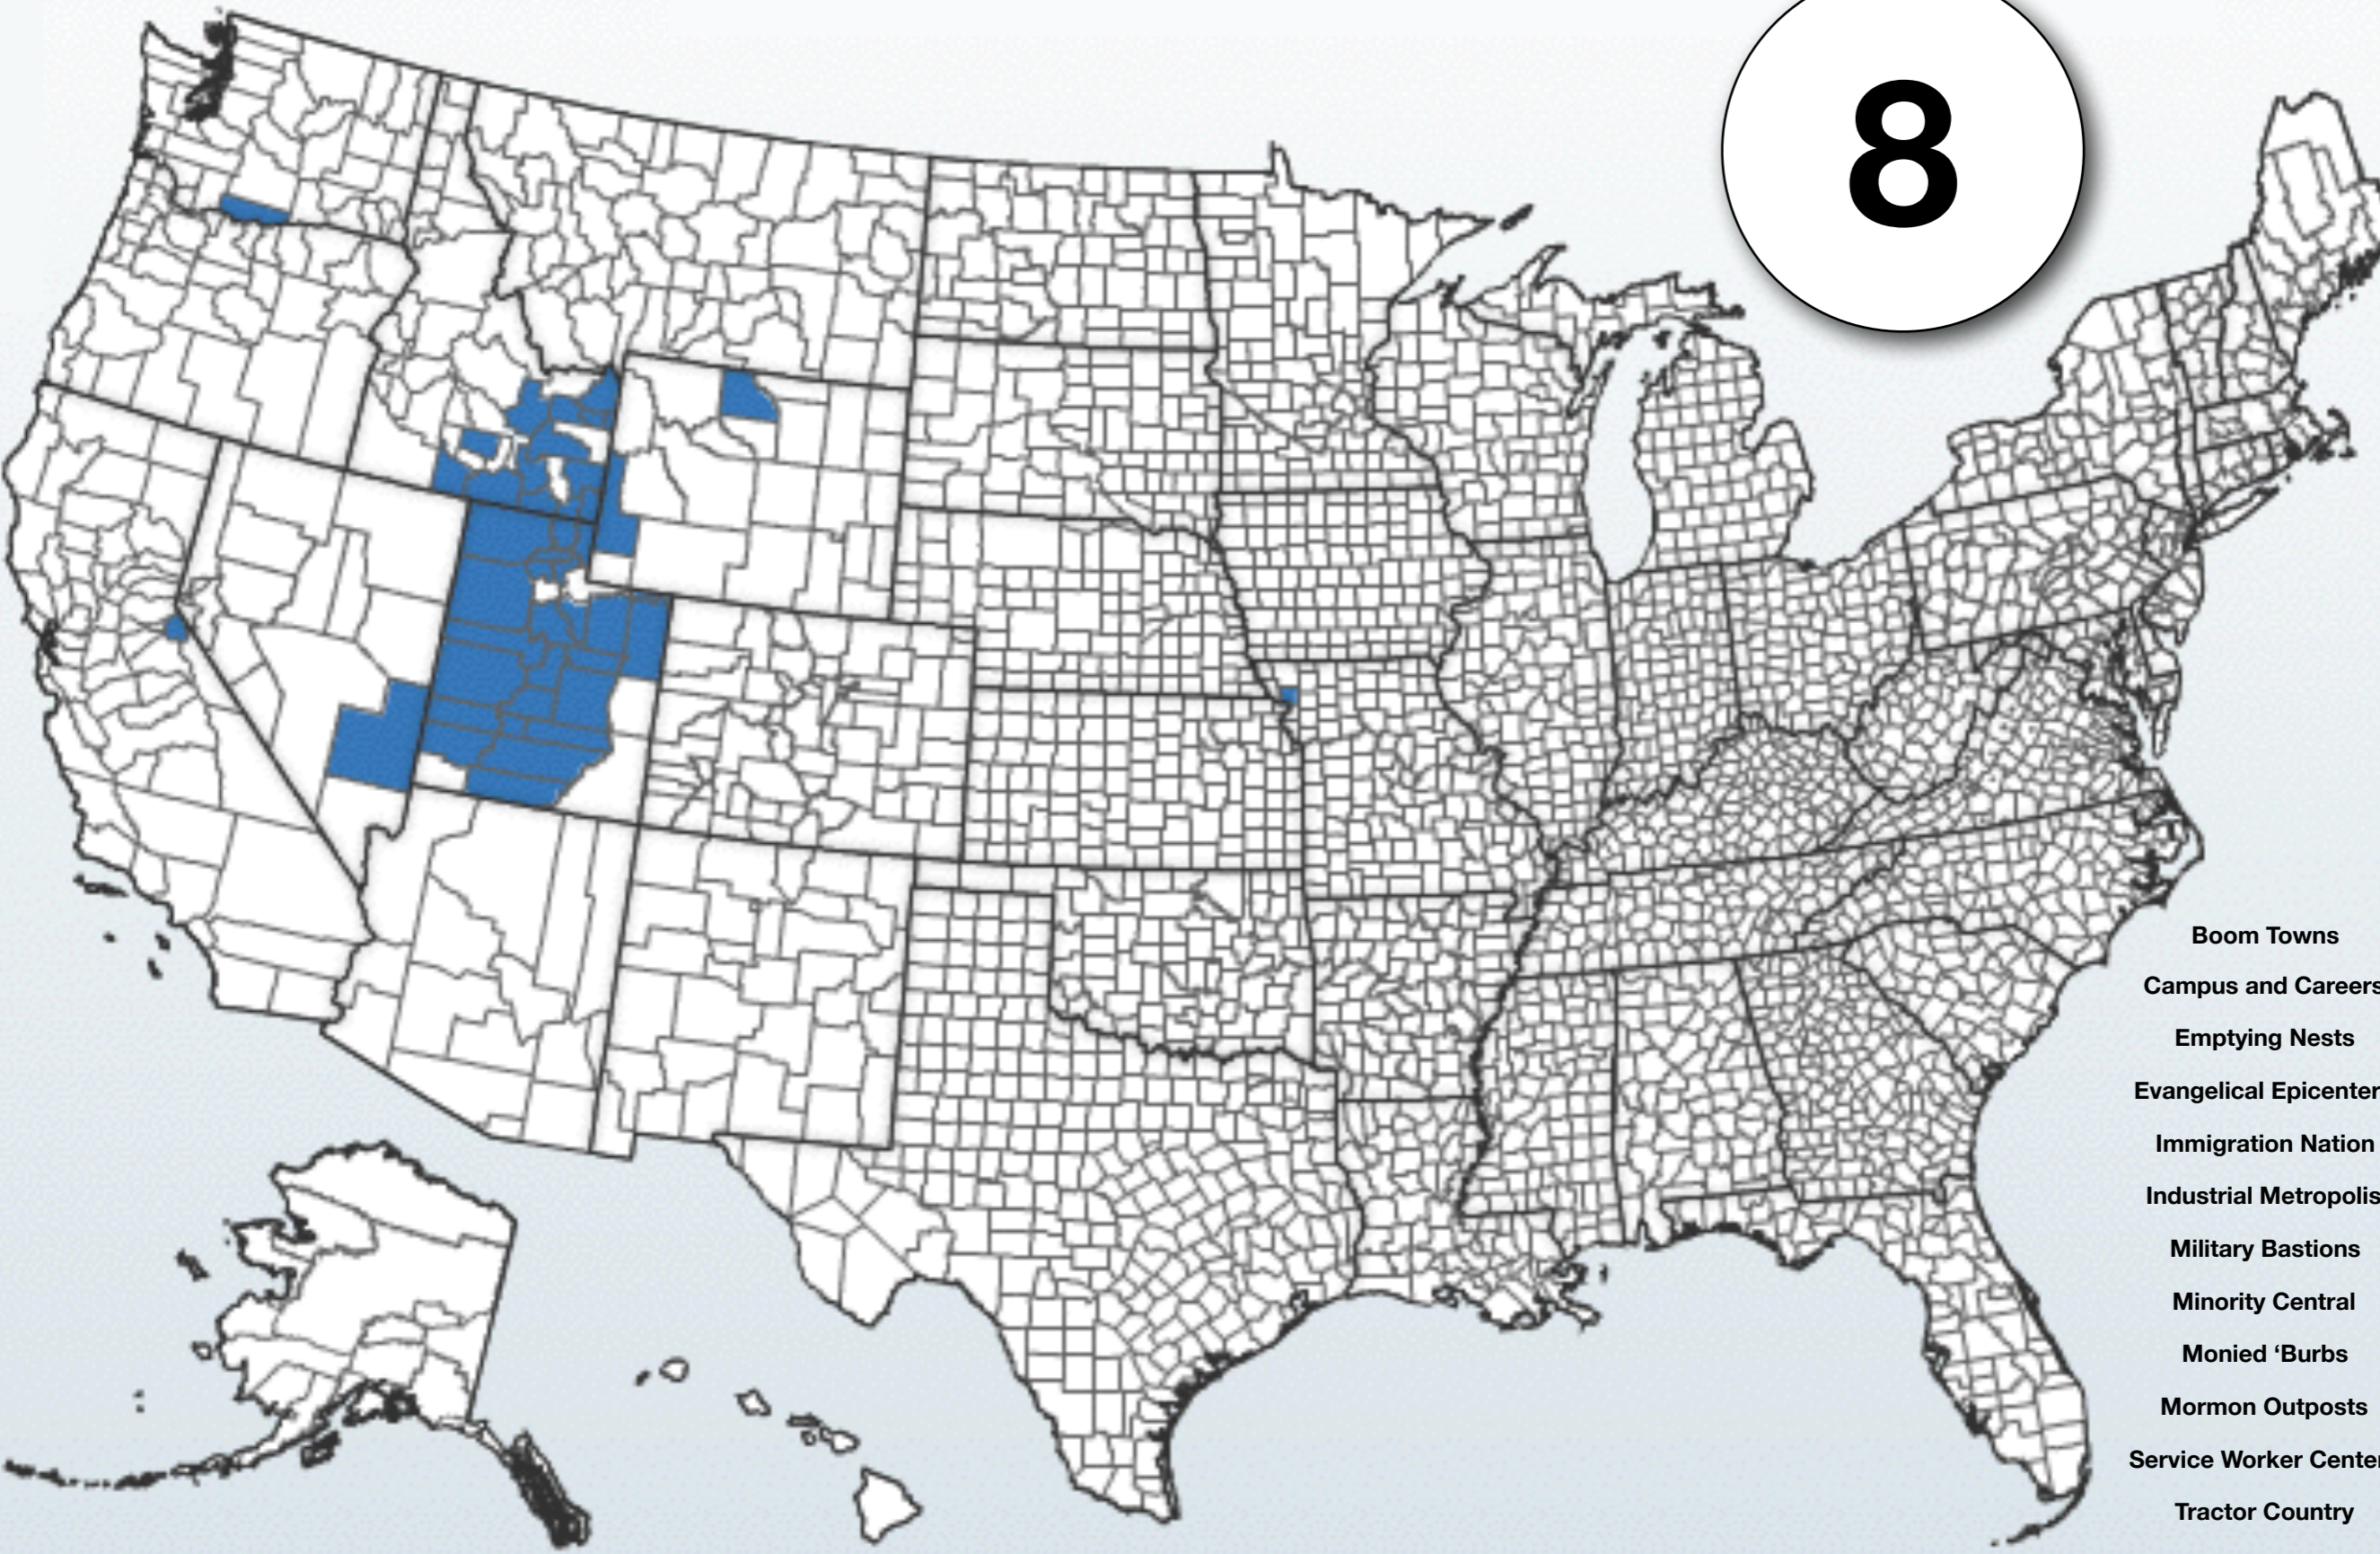 8
Boom Towns
Campus and Careers
Emptying Nests
Evangelical Epicenter
Immigration Nation
Industrial Metropolis
Military Bastions
Minority Central
Monied ‘Burbs
Mormon Outposts
Service Worker Center
Tractor Country